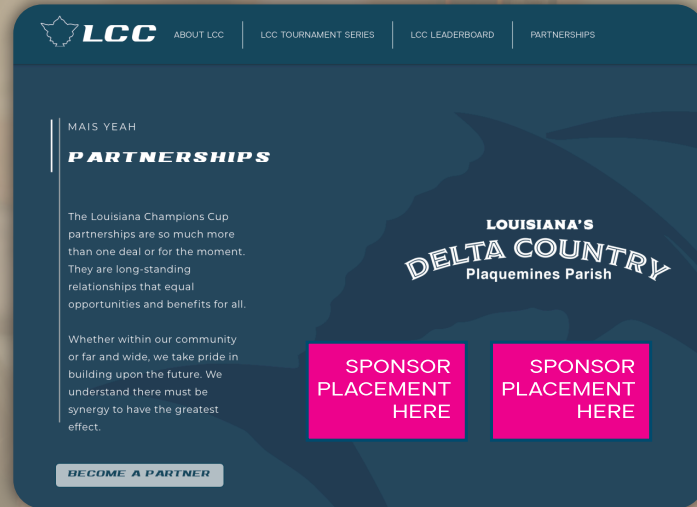 LCC
ABOUT LCC
LCC TOURNAMENT SERIES
LCC LEADERBOARD
PARTNERSHIPS
MAIS YEAH
PARTNERSHIPS
The Louisiana Champions Cup
partnerships are so much more
than one deal or for the moment.
They are long-standing
relationships that equal
opportunities and benefits for all.
Whether within our community
or far and wide, we take pride in
building upon the future. We
understand there must be
synergy to have the greatest
effect.
BECOME A PARTNER
LOUISIANA'S
DELTA COUNTRY
Plaquemines Parish
SPONSOR
PLACEMENT
HERE
SPONSOR
PLACEMENT
HERE